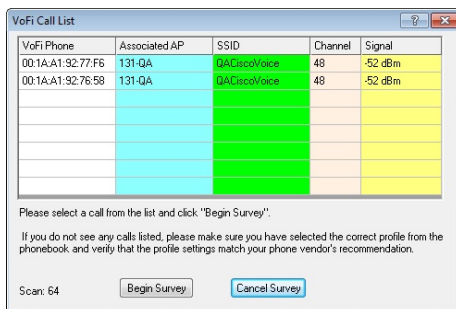 VoFi Call List
VoFi Phone Associated AP SSID Channel Signal
00:1A:A1:92:77:F6 131-QA QACiscoVoice 48 -52 dBm
00:1A:A1:92:76:58 131-QA QACiscoVoice 48 -52 dBm
Please select a call from the list and click "Begin Survey".
If you do not see any calls listed, please make sure you have selected the correct profile from the
phonebook and verify that the profile settings match your phone vendor's recommendation.
Scan: 64 Begin Survey Cancel Survey